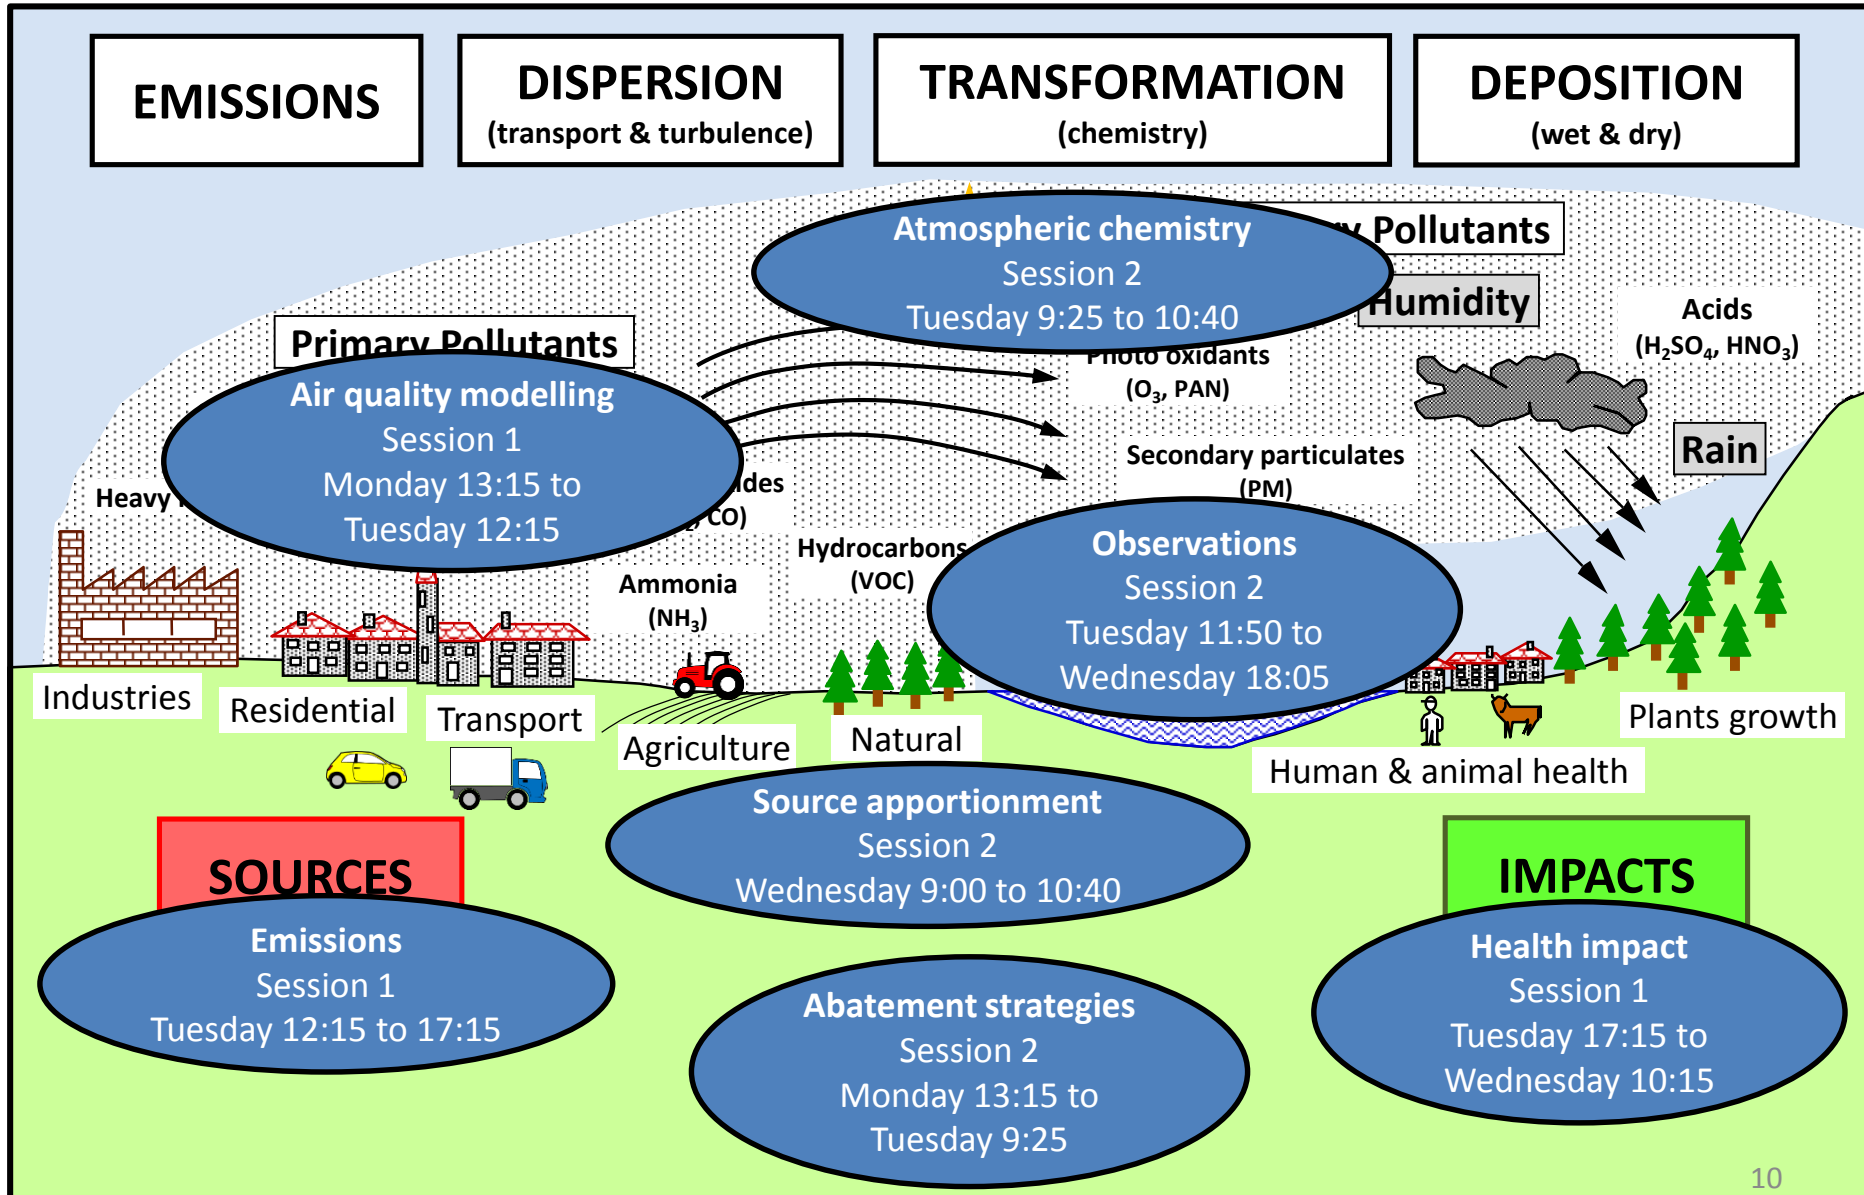 EMISSIONS
DISPERSION
(transport & turbulence)
TRANSFORMATION
(chemistry)
DEPOSITION
(wet & dry)
Atmospheric chemistry
Session 2
Tuesday 9:25 to 10:40
Pollutants
Humidity
Acids
(H₂SO₄, HNO₃)
Rain
Primary Pollutants
Air quality modelling
Session 1
Monday 13:15 to
Tuesday 12:15
Photo oxidants
(O₃, PAN)
Secondary particulates
(PM)
Heavy
CO)
Hydrocarbons
(VOC)
Ammonia
(NH₃)
Observations
Session 2
Tuesday 11:50 to
Wednesday 18:05
Industries
Residential
Transport
Agriculture
Natural
Human & animal health
Plants growth
Source apportionment
Session 2
Wednesday 9:00 to 10:40
SOURCES
Emissions
Session 1
Tuesday 12:15 to 17:15
Abatement strategies
Session 2
Monday 13:15 to
Tuesday 9:25
IMPACTS
Health impact
Session 1
Tuesday 17:15 to
Wednesday 10:15
10